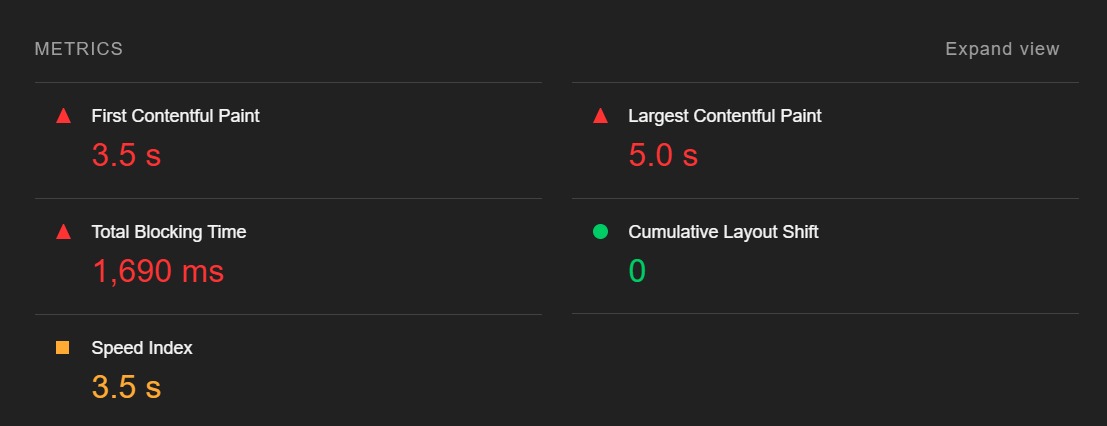 METRICS
Expand view
First Contentful Paint
3.5 s
Largest Contentful Paint
5.0 s
Total Blocking Time
1,690 ms
Cumulative Layout Shift
0
Speed Index
3.5 s